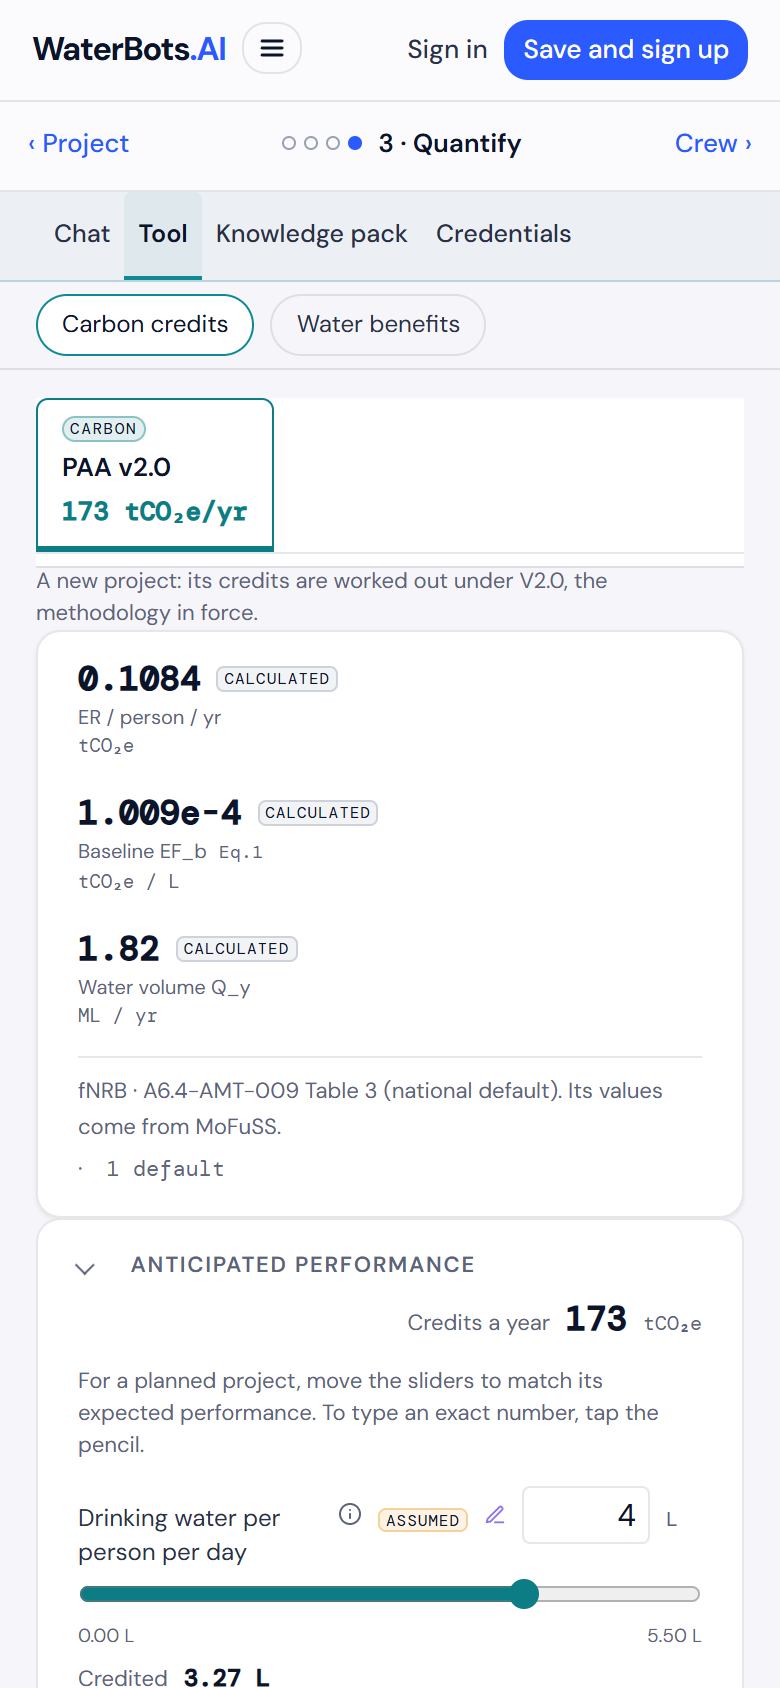 WaterBots.AI
Sign in
Save and sign up
‹ Project
3 · Quantify
Crew ›
Chat
Tool
Knowledge pack
Credentials
Carbon credits
Water benefits
CARBON
PAA v2.0
173 tCO₂e/yr
A new project: its credits are worked out under V2.0, the
methodology in force.
0.1084 CALCULATED
ER / person / yr
tCO₂e
1.009e-4 CALCULATED
Baseline EF_b Eq.1
tCO₂e / L
1.82 CALCULATED
Water volume Q_y
ML / yr
fNRB · A6.4-AMT-009 Table 3 (national default). Its values
come from MoFuSS.
· 1 default
ANTICIPATED PERFORMANCE
Credits a year 173 tCO₂e
For a planned project, move the sliders to match its
expected performance. To type an exact number, tap the
pencil.
Drinking water per
person per day
ASSUMED
4 L
0.00 L
5.50 L
Credited 3.27 L